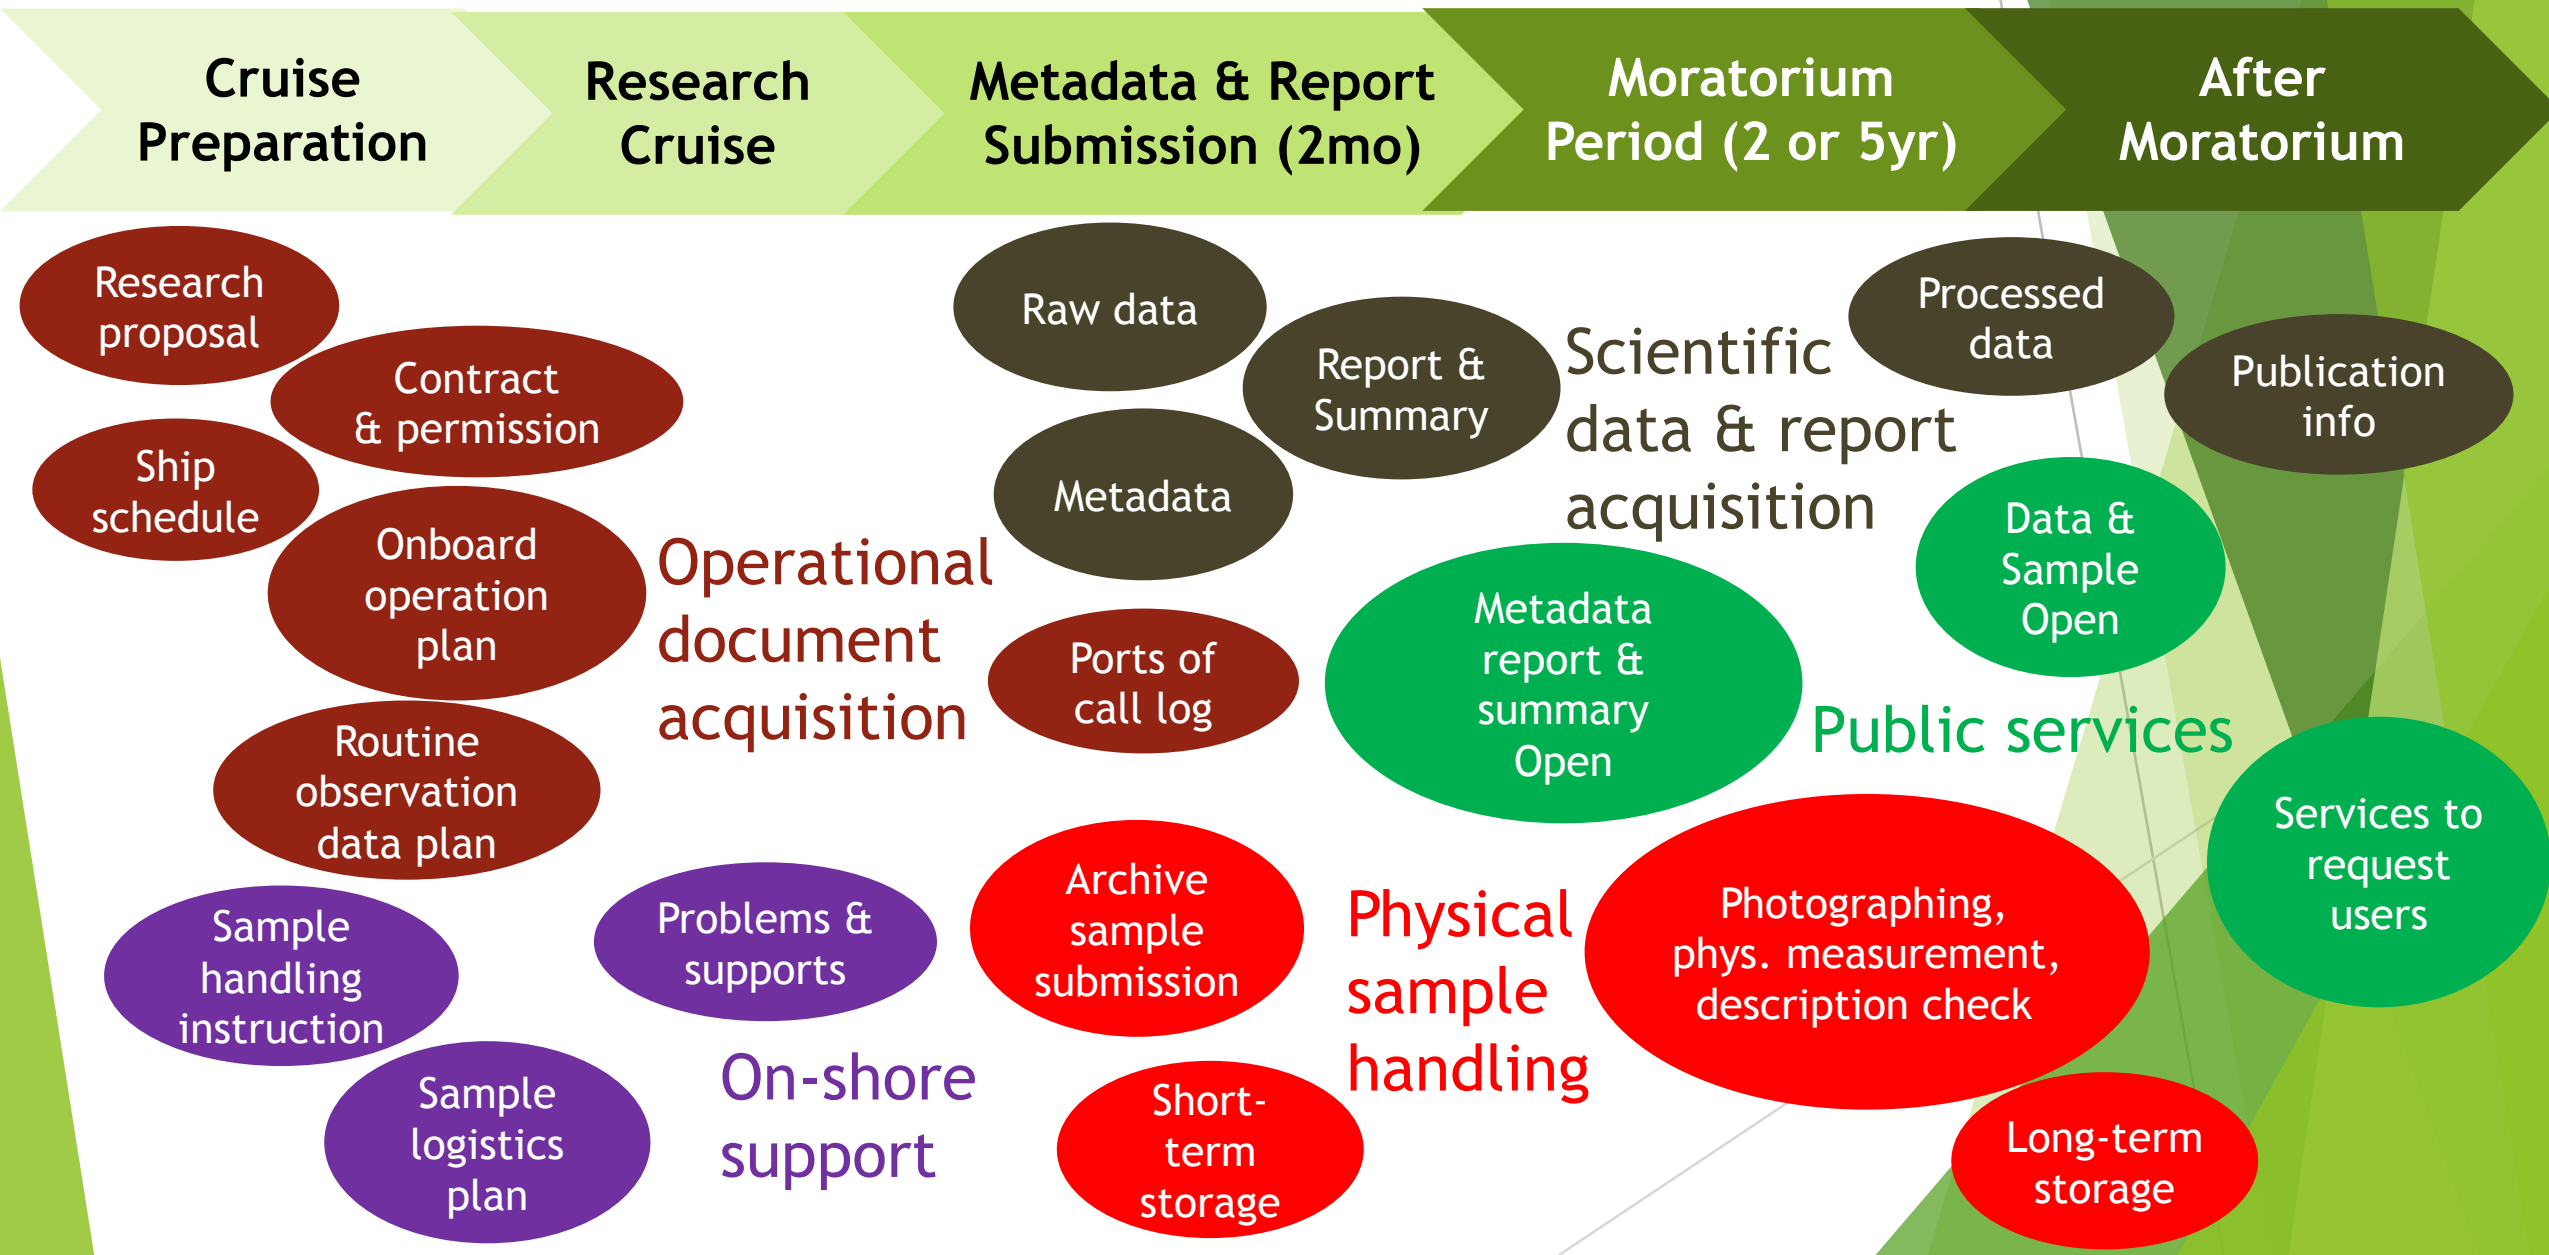 Cruise
Preparation
Research
Cruise
Metadata & Report
Submission (2mo)
Moratorium
Period (2 or 5yr)
After
Moratorium
Research
proposal
Contract
& permission
Ship
schedule
Onboard
operation
plan
Routine
observation
data plan
Operational
document
acquisition
Sample
handling
instruction
Sample
logistics
plan
Problems &
supports
On-shore
support
Raw data
Report &
Summary
Metadata
Scientific
data & report
acquisition
Processed
data
Publication
info
Ports of
call log
Metadata
report &
summary
Open
Data &
Sample
Open
Public services
Services to
request
users
Archive
sample
submission
Short-
term
storage
Physical
sample
handling
Photographing,
phys. measurement,
description check
Long-term
storage